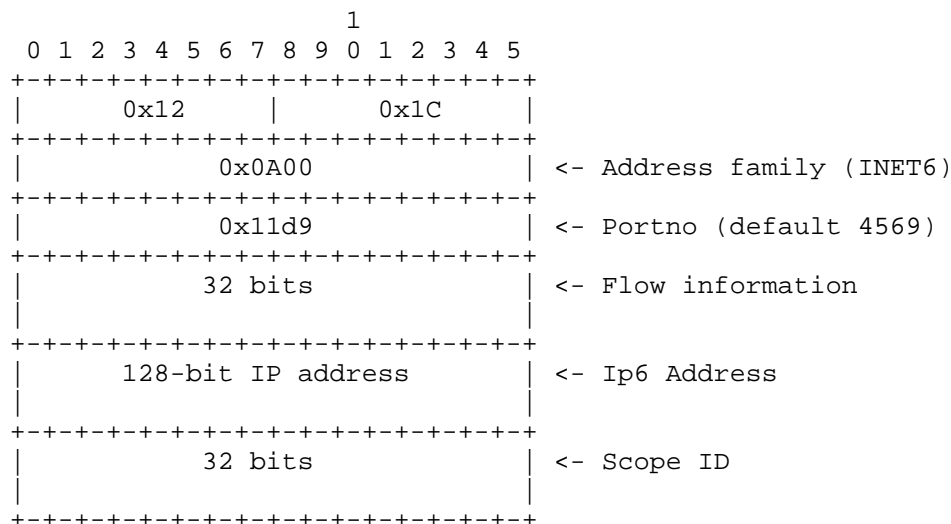 1
0 1 2 3 4 5 6 7 8 9 0 1 2 3 4 5
+-+-+-+-+-+-+-+-+-+-+-+-+-+-+-+-+
| 0x12 | 0x1C |
+-+-+-+-+-+-+-+-+-+-+-+-+-+-+-+-+
| 0x0A00 | <- Address family (INET6)
+-+-+-+-+-+-+-+-+-+-+-+-+-+-+-+-+
| 0x11d9 | <- Portno (default 4569)
+-+-+-+-+-+-+-+-+-+-+-+-+-+-+-+-+
| 32 bits | <- Flow information
| |
+-+-+-+-+-+-+-+-+-+-+-+-+-+-+-+-+
| 128-bit IP address | <- Ip6 Address
| |
+-+-+-+-+-+-+-+-+-+-+-+-+-+-+-+-+
| 32 bits | <- Scope ID
| |
+-+-+-+-+-+-+-+-+-+-+-+-+-+-+-+-+